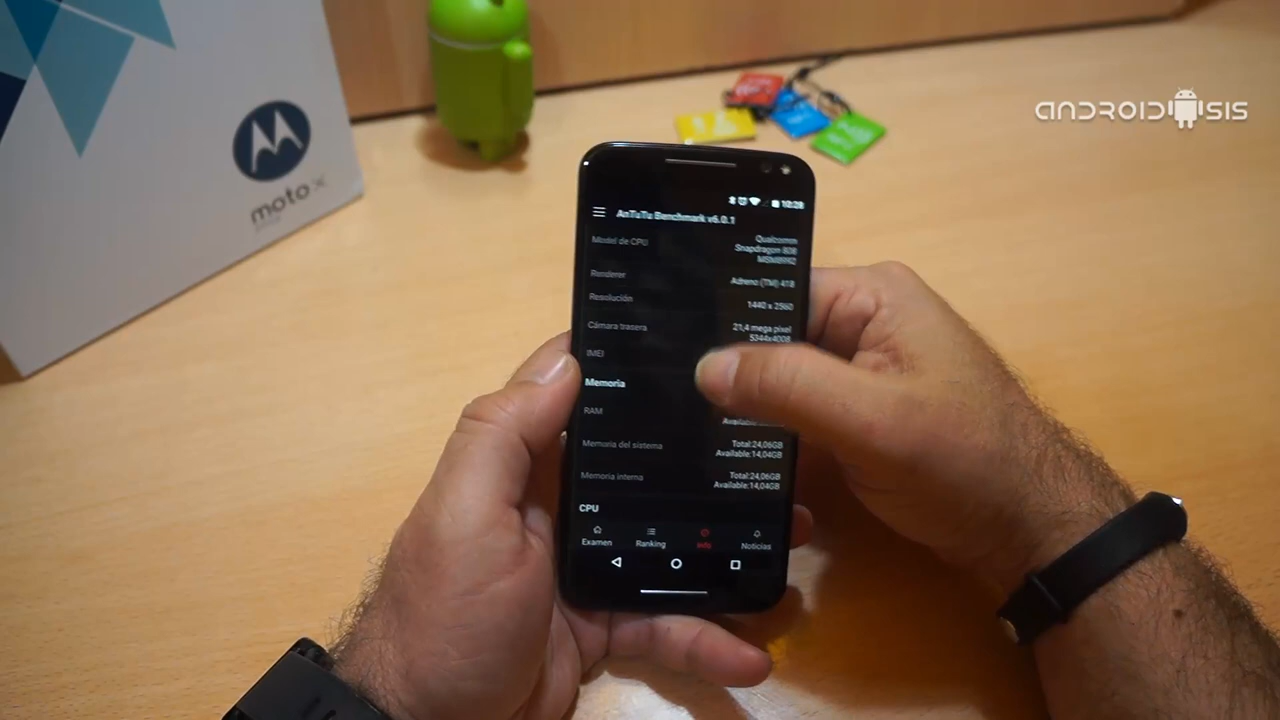 ANDROIDSIS
moto x
10:28
AnTuTu Benchmark v6.0.1
Model de CPU
Qualcomm
Snapdragon 808
MSM8992
Renderer
Adreno (TM) 418
Resolución
1440 x 2560
Cámara trasera
21,4 mega pixel
5344x4008
IMEI
Memoria
RAM
Available
Memoria del sistema
Total:24,06GB
Available:14,04GB
Memoria interna
Total:24,06GB
Available:14,04GB
CPU
Examen
Ranking
Info
Noticias